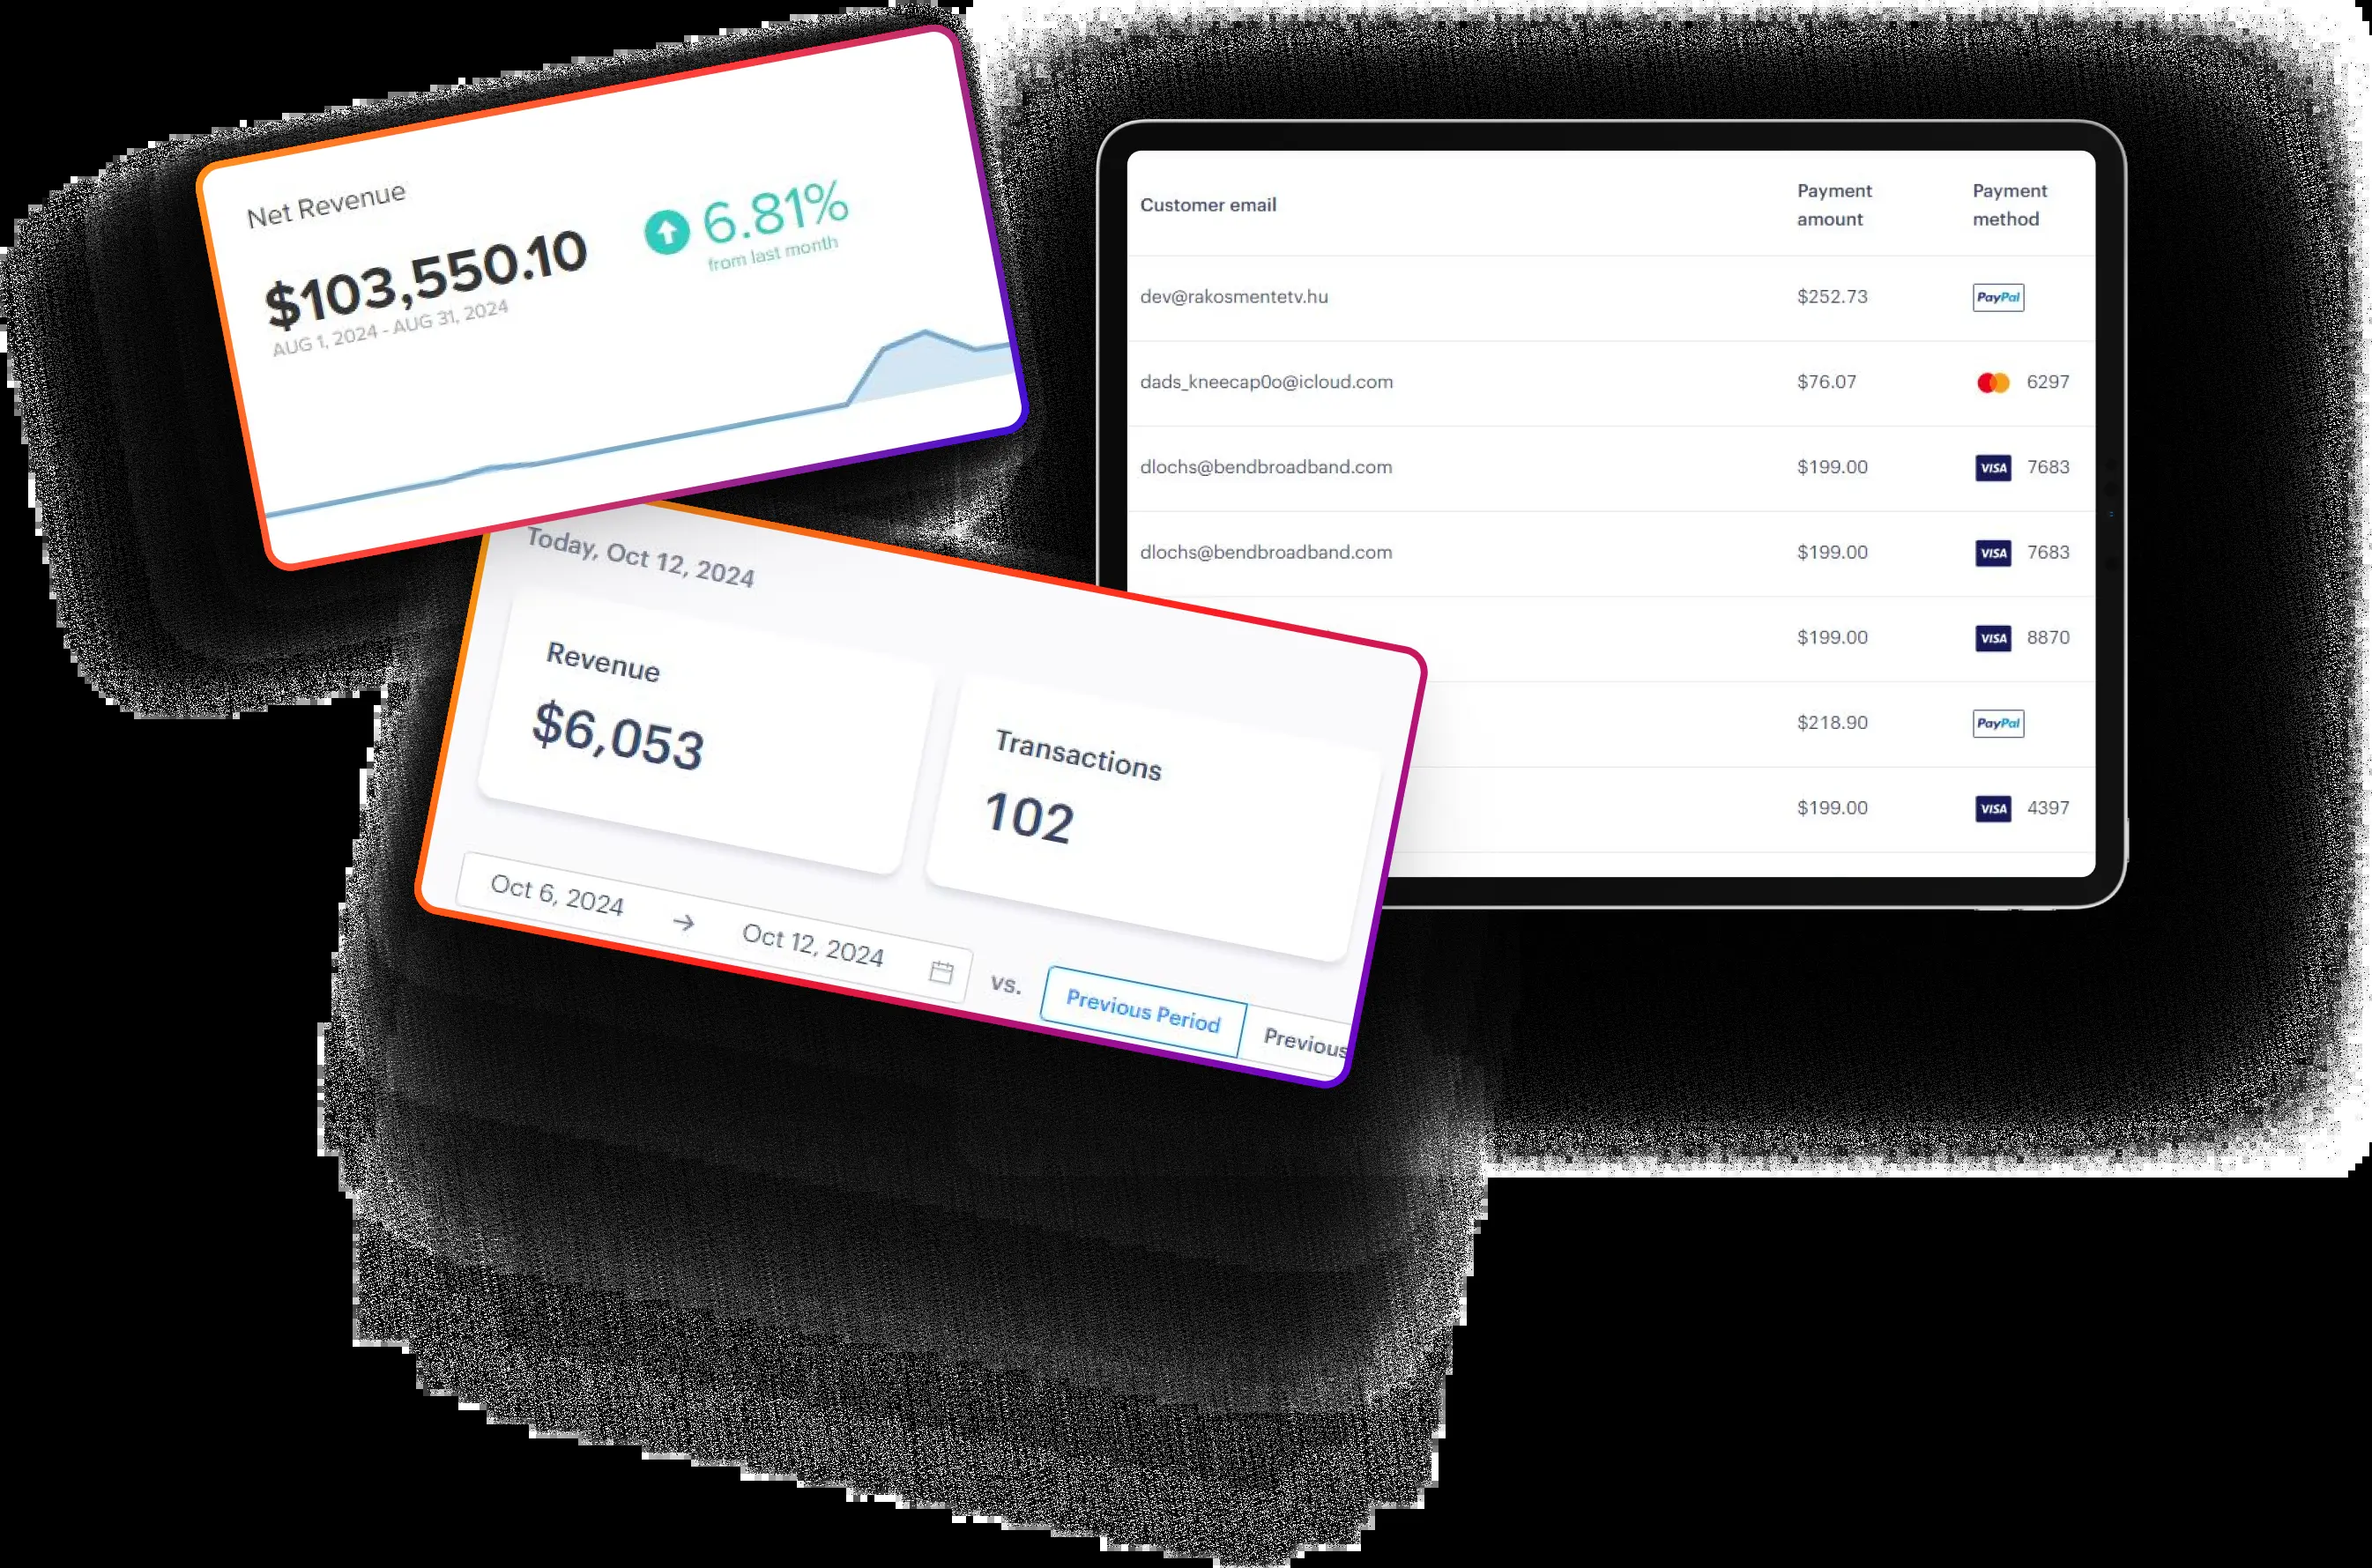 Net Revenue
$103,550.10
AUG 1, 2024 - AUG 31, 2024
6.81%
from last month
Today, Oct 12, 2024
Revenue
$6,053
Transactions
102
Oct 6, 2024 → Oct 12, 2024
vs.
Previous Period
Previous
Customer email Payment amount Payment method
dev@rakosmentetv.hu $252.73 PayPal
dads_kneecap0o@icloud.com $76.07 6297
dlochs@bendbroadband.com $199.00 VISA 7683
dlochs@bendbroadband.com $199.00 VISA 7683
$199.00 VISA 8870
$218.90 PayPal
$199.00 VISA 4397